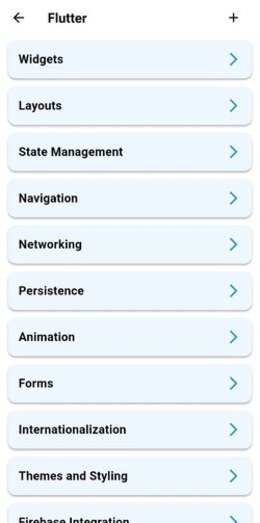 Flutter
Widgets
Layouts
State Management
Navigation
Networking
Persistence
Animation
Forms
Internationalization
Themes and Styling
Firebase Integration